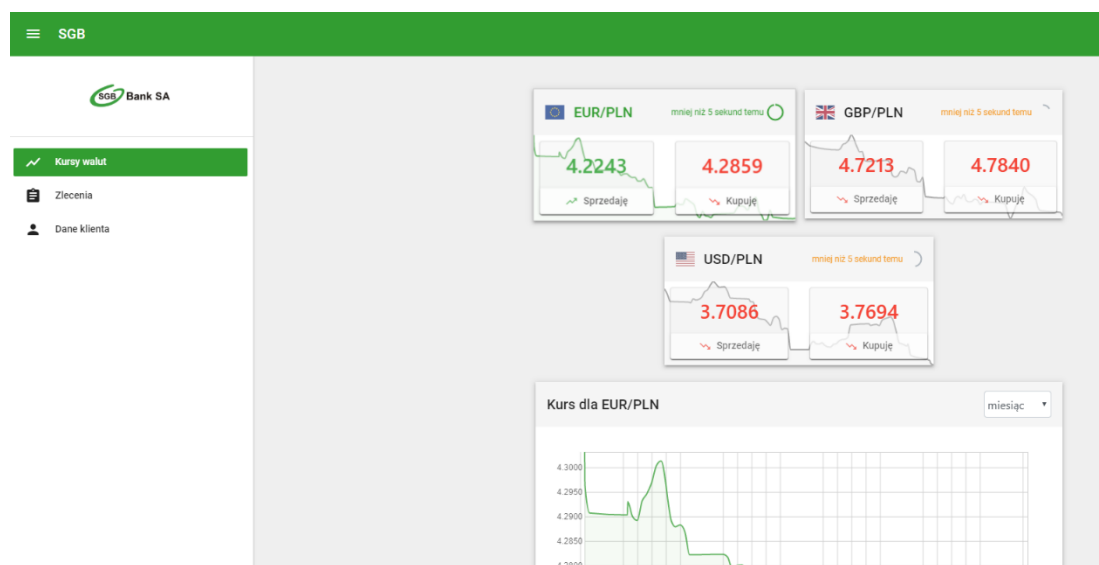 SGB
SGB Bank SA
Kursy walut
Zlecenia
Dane klienta
EUR/PLN mniej niż 5 sekund temu
4.2243 4.2859
Sprzedaję Kupuję
GBP/PLN mniej niż 5 sekund temu
4.7213 4.7840
Sprzedaję Kupuję
USD/PLN mniej niż 5 sekund temu
3.7086 3.7694
Sprzedaję Kupuję
Kurs dla EUR/PLN miesiąc
4.3000
4.2950
4.2900
4.2850